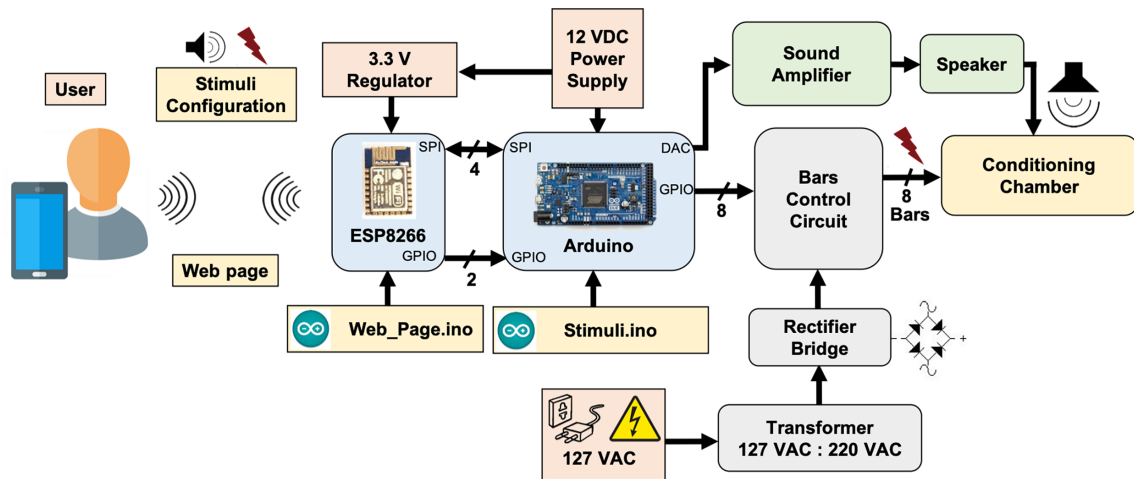 User
Stimuli
Configuration
3.3 V
Regulator
12 VDC
Power
Supply
Sound
Amplifier
Speaker
SPI
4
SPI
DAC
GPIO
8
ESP8266
GPIO
2
GPIO
Arduino
Bars
Control
Circuit
8
Bars
Conditioning
Chamber
Web page
Web_Page.ino
Stimuli.ino
Rectifier
Bridge
- +
127 VAC
Transformer
127 VAC : 220 VAC